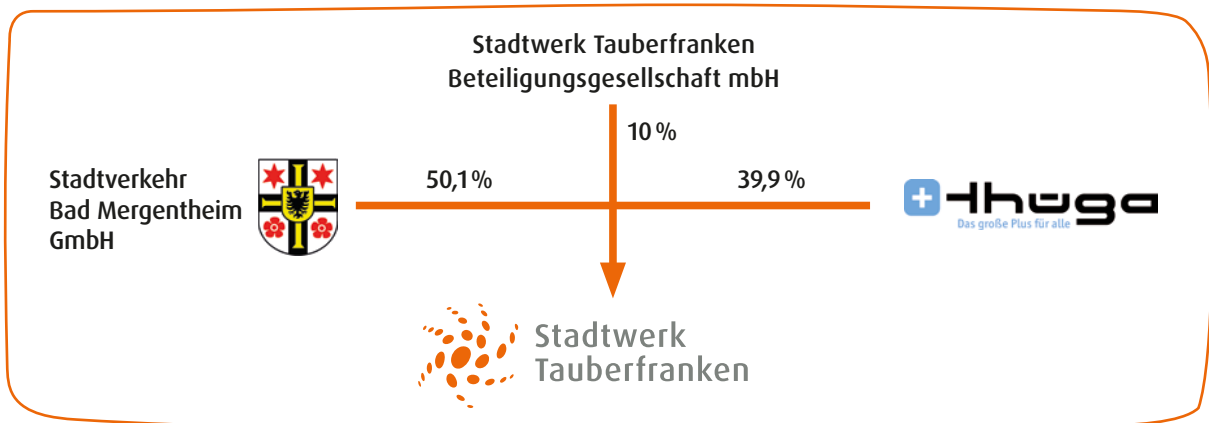 Stadtwerk Tauberfranken
Beteiligungsgesellschaft mbH
10 %
50,1 %
39,9 %
Stadtverkehr
Bad Mergentheim
GmbH
thüga
Das große Plus für alle
Stadtwerk
Tauberfranken